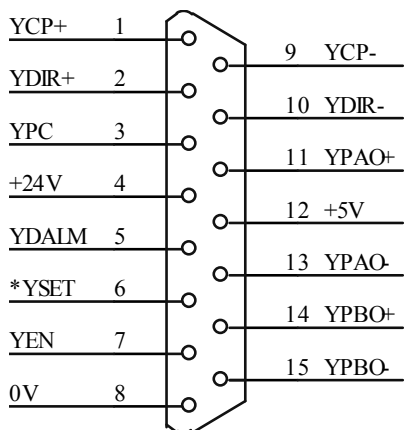 YCP+ 1
9 YCP-
YDIR+ 2
10 YDIR-
YPC 3
11 YPAO+
+24V 4
12 +5V
YDALM 5
13 YPAO-
*YSET 6
14 YPBO+
YEN 7
15 YPBO-
0V 8